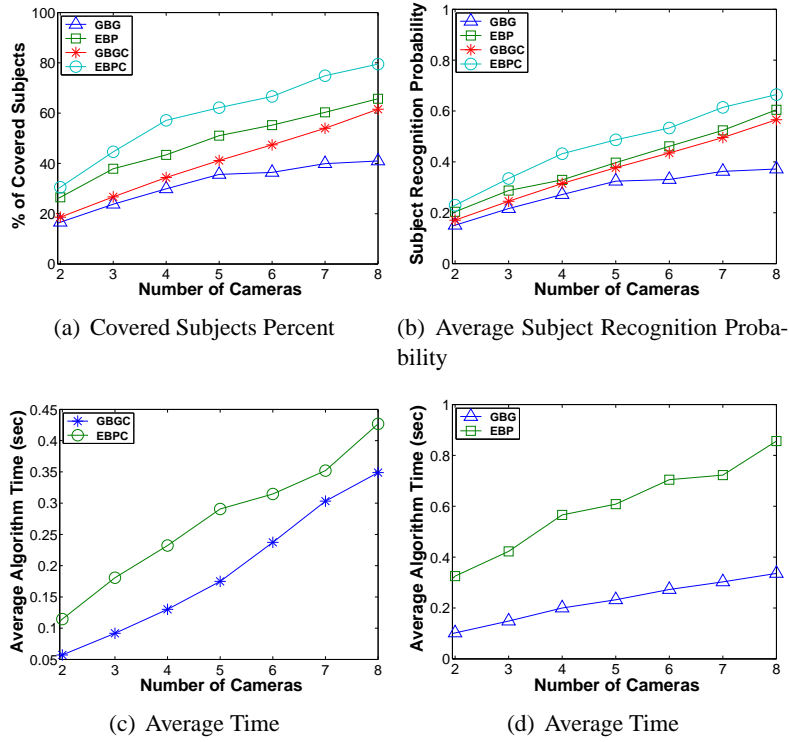 % of Covered Subjects
100
80
60
40
20
0
GBG
EBP
GBGC
EBPC
2 3 4 5 6 7 8
Number of Cameras
(a) Covered Subjects Percent
Subject Recognition Probability
1
0.8
0.6
0.4
0.2
0
GBG
EBP
GBGC
EBPC
2 3 4 5 6 7 8
Number of Cameras
(b) Average Subject Recognition Proba-
bility
Average Algorithm Time (sec)
0.45
0.4
0.35
0.3
0.25
0.2
0.15
0.1
0.05
GBGC
EBPC
2 3 4 5 6 7 8
Number of Cameras
(c) Average Time
Average Algorithm Time (sec)
1
0.8
0.6
0.4
0.2
0
GBG
EBP
2 3 4 5 6 7 8
Number of Cameras
(d) Average Time